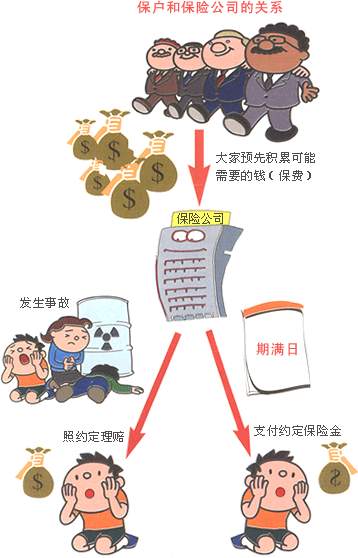 保户和保险公司的关系
大家预先积累可能
需要的钱(保费)
保险公司
发生事故
期满日
照约定理赔
支付约定保险金
$
$
$
$
$
$